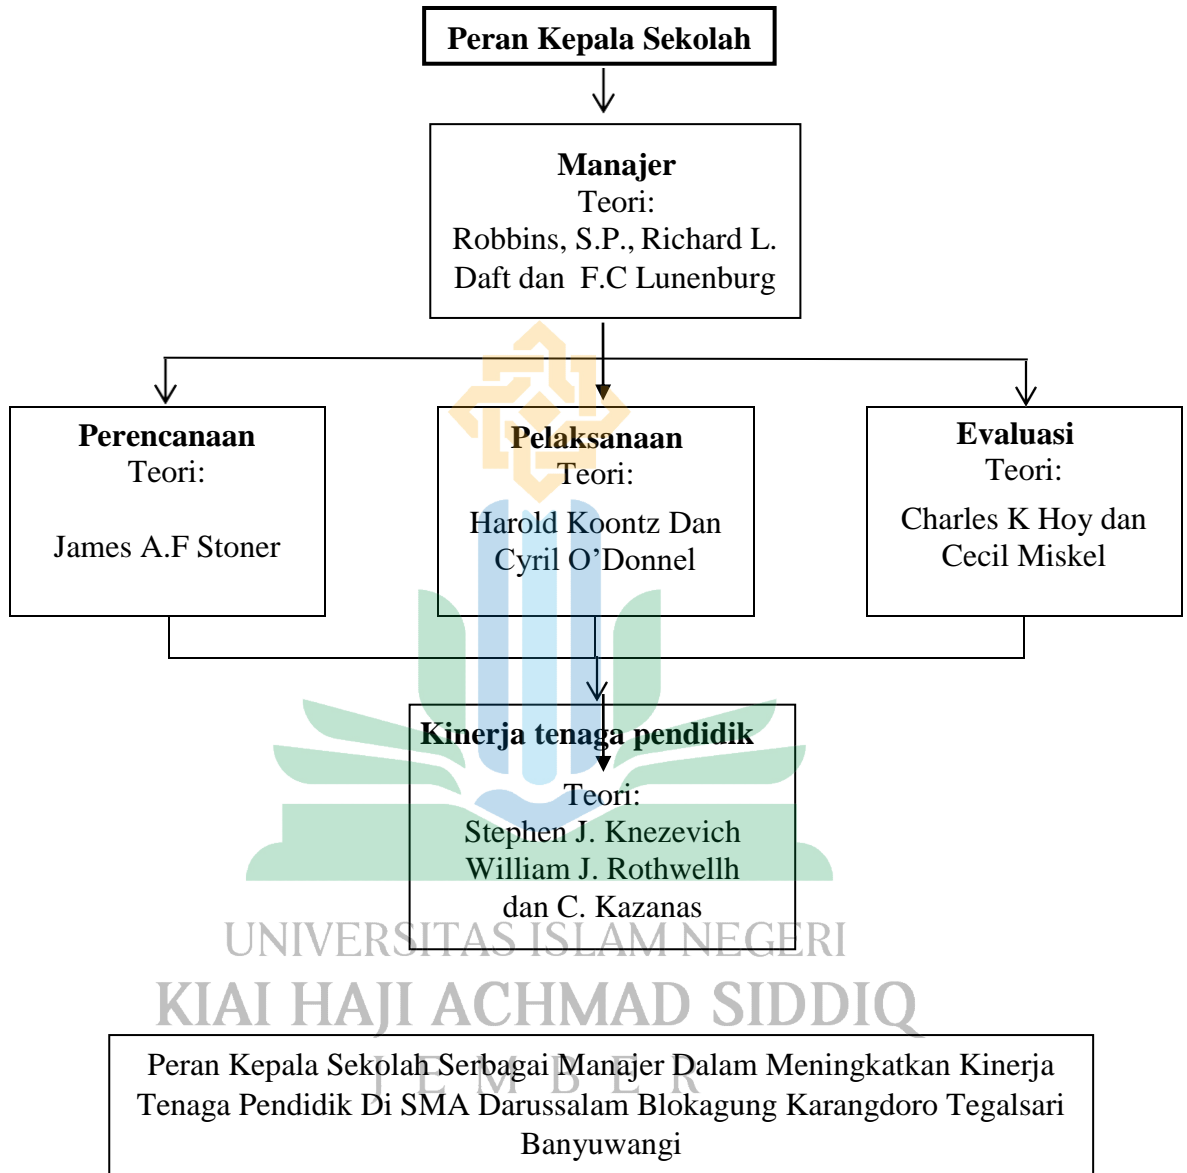 Peran Kepala Sekolah
Manajer
Teori:
Robbins, S.P., Richard L.
Daft dan F.C Lunenburg
Perencanaan
Teori:
James A.F Stoner
Pelaksanaan
Teori:
Harold Koontz Dan
Cyril O’Donnel
Evaluasi
Teori:
Charles K Hoy dan
Cecil Miskel
Kinerja tenaga pendidik
Teori:
Stephen J. Knezevich
William J. Rothwellh
dan C. Kazanas
UNIVERSITAS ISLAM NEGERI
KIAI HAJI ACHMAD SIDDIQ
JEMBER
Peran Kepala Sekolah Serbagai Manajer Dalam Meningkatkan Kinerja
Tenaga Pendidik Di SMA Darussalam Blokagung Karangdoro Tegalsari
Banyuwangi